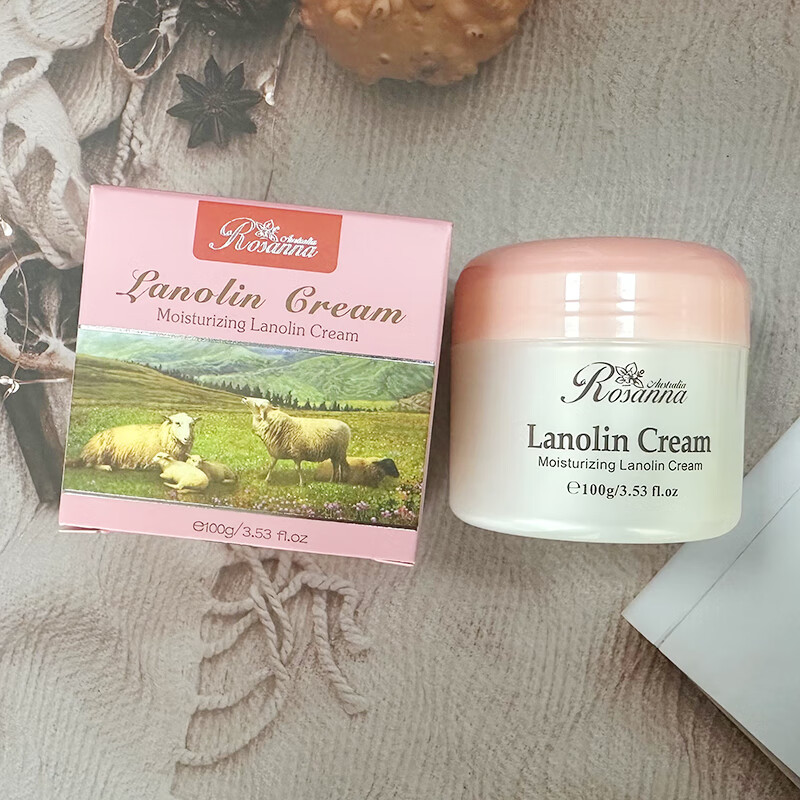 La Rosanna Australia
Lanolin Cream
Moisturizing Lanolin Cream
℮100g/3.53 fl.oz
Rosanna Australia
Lanolin Cream
Moisturizing Lanolin Cream
℮100g/3.53 fl.oz